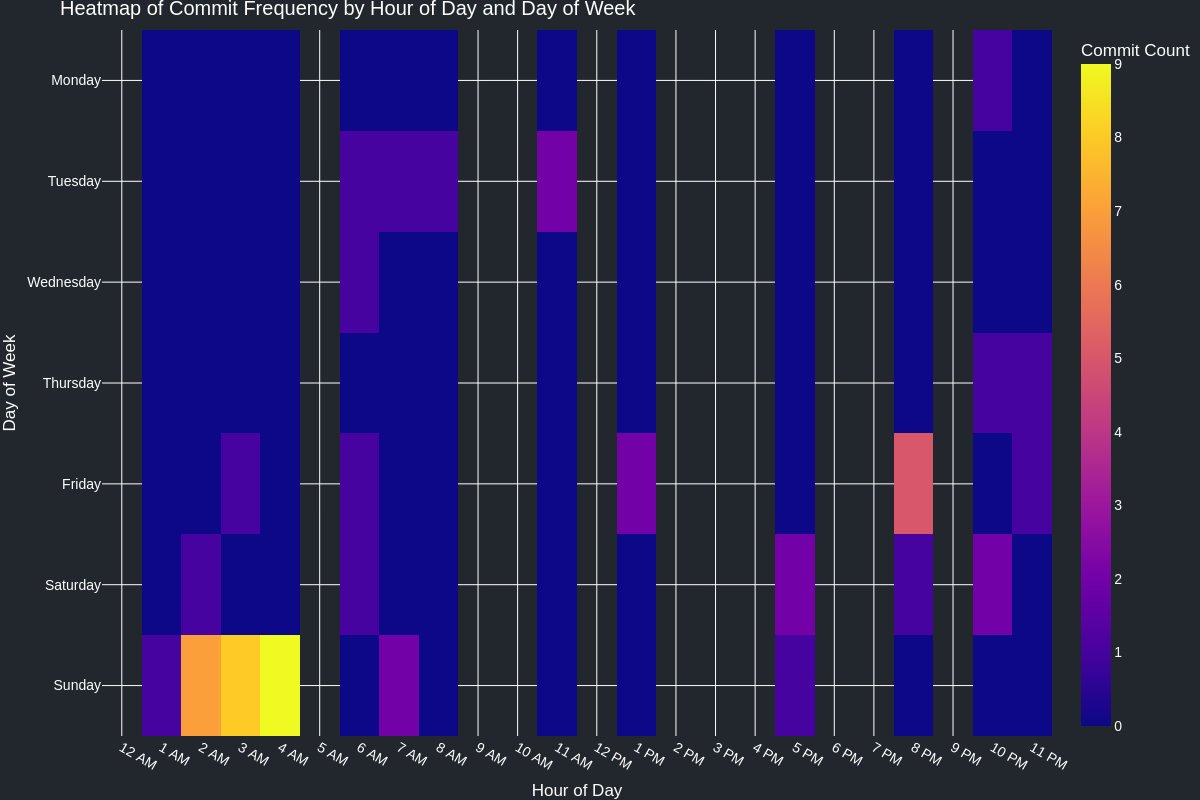 Heatmap of Commit Frequency by Hour of Day and Day of Week
Commit Count
9
8
7
6
5
4
3
2
1
0
Day of Week
Monday
Tuesday
Wednesday
Thursday
Friday
Saturday
Sunday
12 AM
1 AM
2 AM
3 AM
4 AM
5 AM
6 AM
7 AM
8 AM
9 AM
10 AM
11 AM
12 PM
1 PM
2 PM
3 PM
4 PM
5 PM
6 PM
7 PM
8 PM
9 PM
10 PM
11 PM
Hour of Day